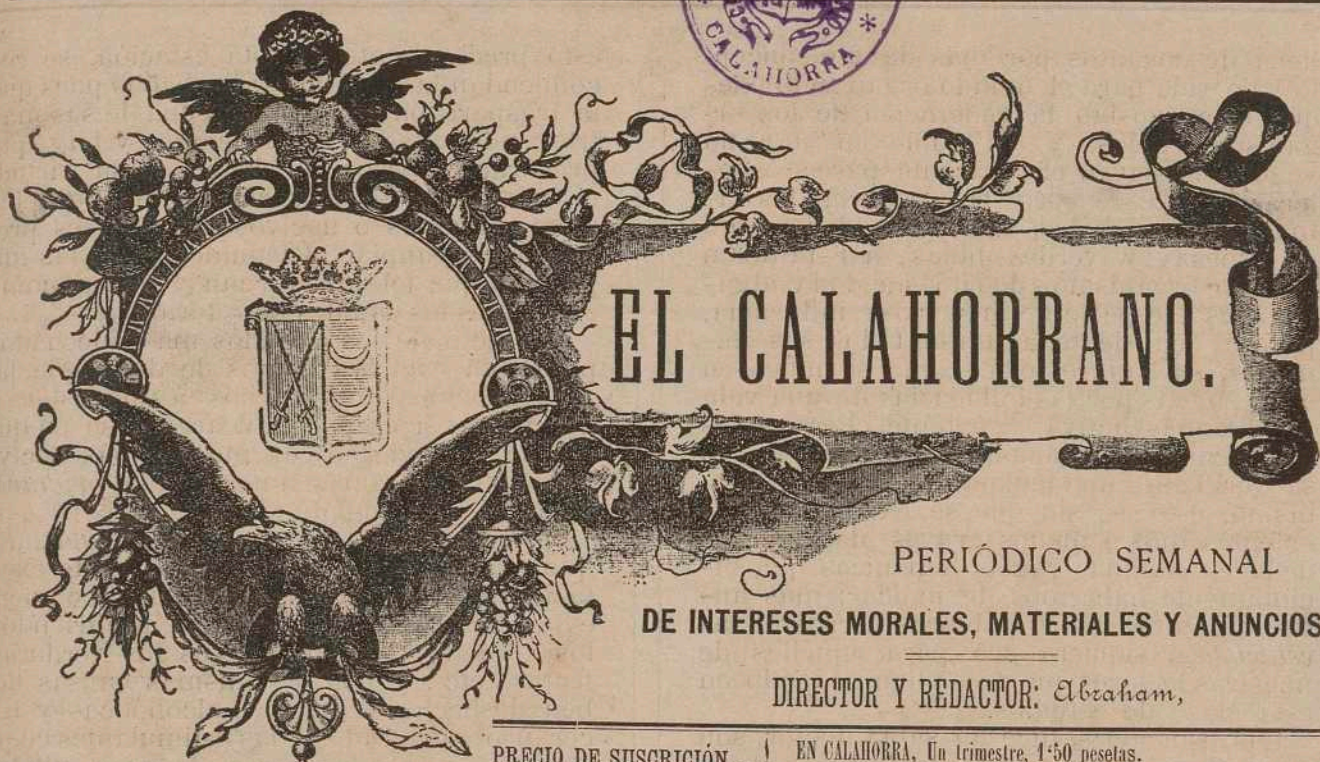 CALAHORRA *
EL CALAHORRANO.
PERIÓDICO SEMANAL
DE INTERESES MORALES, MATERIALES Y ANUNCIOS
DIRECTOR Y REDACTOR: Abraham,
PRECIO DE SUSCRICIÓN
EN CALAHORRA, Un trimestre, 1'50 pesetas.